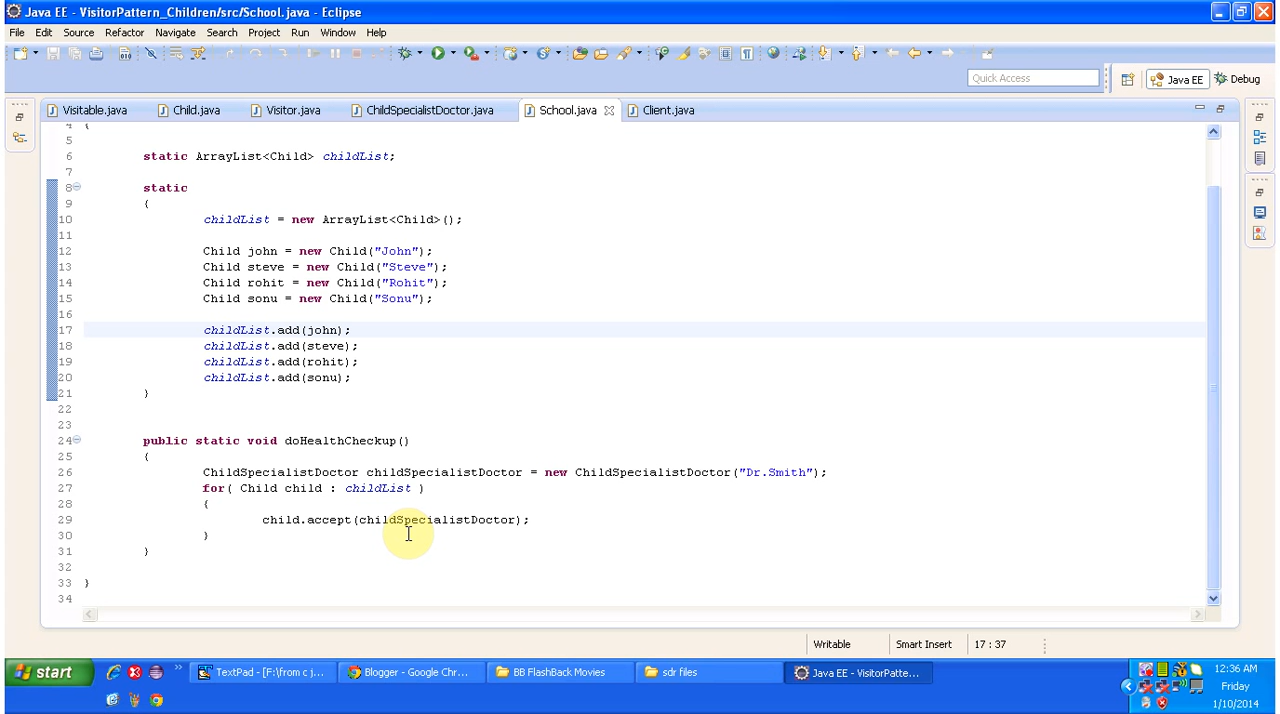 Java EE - VisitorPattern_Children/src/School.java - Eclipse
File Edit Source Refactor Navigate Search Project Run Window Help
Quick Access
Java EE
Debug
Visitable.java
Child.java
Visitor.java
ChildSpecialistDoctor.java
School.java
Client.java
4 {
5
6 static ArrayList<Child> childList;
7
8 static
9 {
10 childList = new ArrayList<Child>();
11
12 Child john = new Child("John");
13 Child steve = new Child("Steve");
14 Child rohit = new Child("Rohit");
15 Child sonu = new Child("Sonu");
16
17 childList.add(john);
18 childList.add(steve);
19 childList.add(rohit);
20 childList.add(sonu);
21 }
22
23
24 public static void doHealthCheckup()
25 {
26 ChildSpecialistDoctor childSpecialistDoctor = new ChildSpecialistDoctor("Dr.Smith");
27 for( Child child : childList )
28 {
29 child.accept(childSpecialistDoctor);
30 }
31 }
32
33 }
34
Writable
Smart Insert
17 : 37
start
TextPad - [F:\from c j...
Blogger - Google Chr...
BB FlashBack Movies
sdr files
Java EE - VisitorPatte...
12:36 AM
Friday
1/10/2014